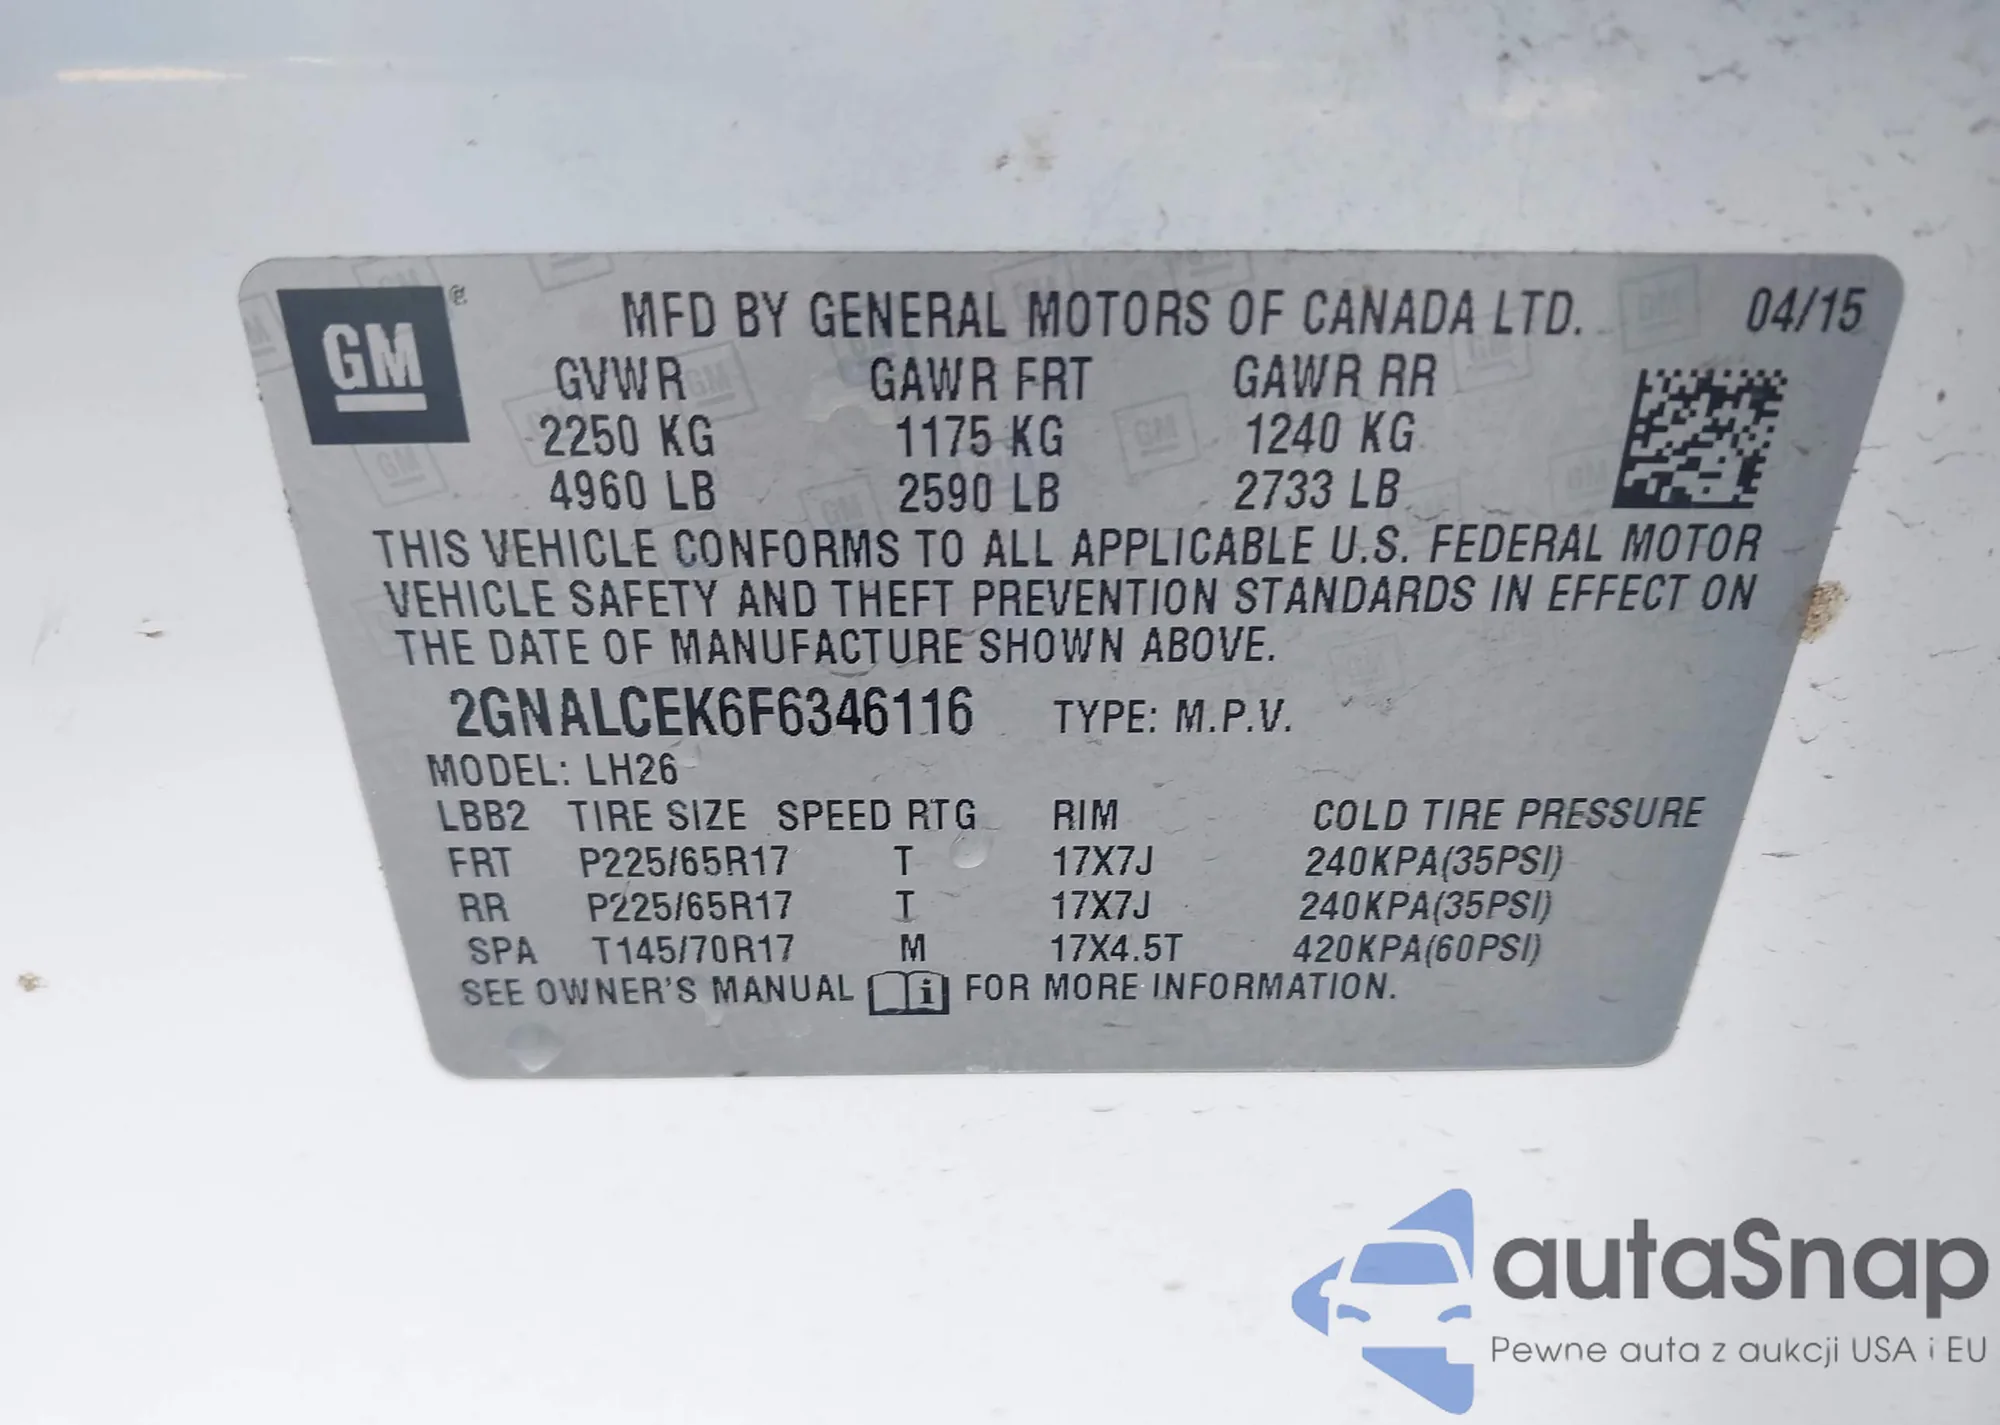 GM
MFD BY GENERAL MOTORS OF CANADA LTD. 04/15
GVWR GAWR FRT GAWR RR
2250 KG 1175 KG 1240 KG
4960 LB 2590 LB 2733 LB
THIS VEHICLE CONFORMS TO ALL APPLICABLE U.S. FEDERAL MOTOR
VEHICLE SAFETY AND THEFT PREVENTION STANDARDS IN EFFECT ON
THE DATE OF MANUFACTURE SHOWN ABOVE.
2GNALCEK6F6346116 TYPE: M.P.V.
MODEL: LH26
LBB2 TIRE SIZE SPEED RTG RIM COLD TIRE PRESSURE
FRT P225/65R17 T 17X7J 240KPA(35PSI)
RR P225/65R17 T 17X7J 240KPA(35PSI)
SPA T145/70R17 M 17X4.5T 420KPA(60PSI)
SEE OWNER'S MANUAL i FOR MORE INFORMATION.
autaSnap
Pewne auta z aukcji USA i EU